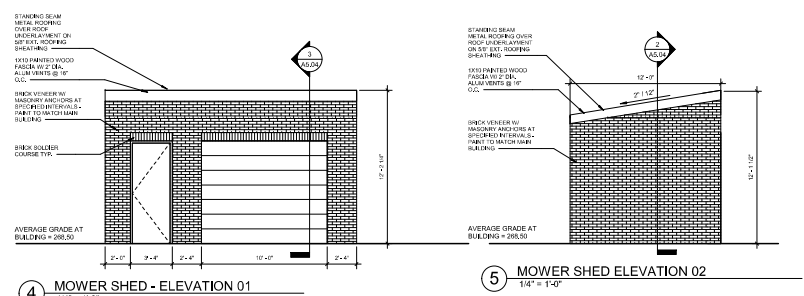 STANDING SEAM
METAL ROOFING
OVER ROOF
UNDERLAYMENT ON
5/8" EXT. ROOFING
SHEATHING
1X10 PAINTED WOOD
FASCIA W/ 2" DIA.
ALUM VENTS @ 16"
O.C.
BRICK VENEER W/
MASONRY ANCHORS AT
SPECIFIED INTERVALS -
PAINT TO MATCH MAIN
BUILDING
BRICK SOLDIER
COURSE TYP.
AVERAGE GRADE AT
BUILDING = 268.50
3
A5.04
12' - 2 1/4"
2' - 0"
3' - 4"
2' - 4"
10' - 0"
2' - 4"
4
MOWER SHED - ELEVATION 01
STANDING SEAM
METAL ROOFING OVER
ROOF UNDERLAYMENT
ON 5/8" EXT. ROOFING
SHEATHING
1X10 PAINTED WOOD
FASCIA W/ 2" DIA.
ALUM VENTS @ 16"
O.C.
BRICK VENEER W/
MASONRY ANCHORS AT
SPECIFIED INTERVALS -
PAINT TO MATCH MAIN
BUILDING
AVERAGE GRADE AT
BUILDING = 268.50
2
A5.04
12' - 0"
12' - 1 1/2"
5
MOWER SHED ELEVATION 02
1/4" = 1'-0"